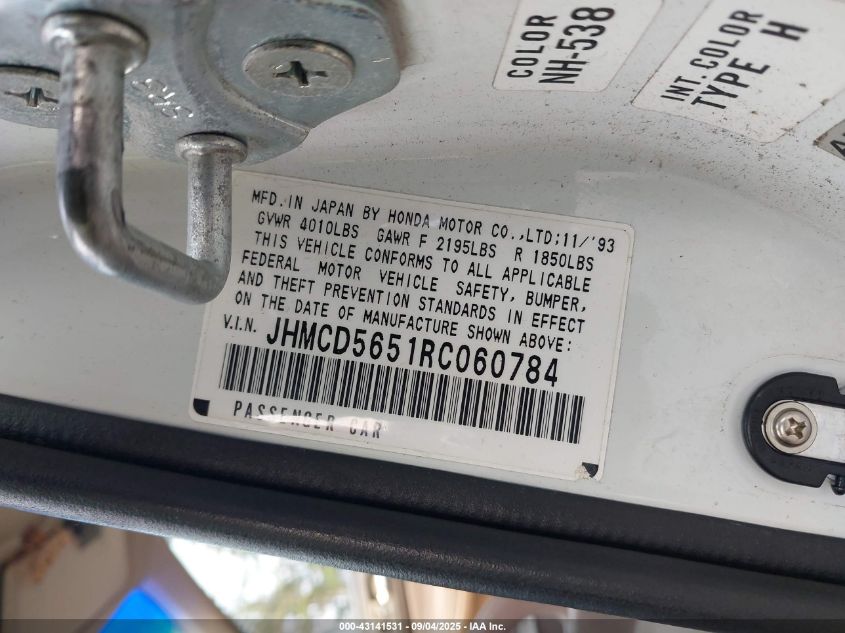 COLOR
NH-538
INT. COLOR
TYPE H
MFD. IN JAPAN BY HONDA MOTOR CO.,LTD;11/'93
GVWR 4010LBS GAWR F 2195LBS R 1850LBS
THIS VEHICLE CONFORMS TO ALL APPLICABLE
FEDERAL MOTOR VEHICLE SAFETY, BUMPER,
AND THEFT PREVENTION STANDARDS IN EFFECT
ON THE DATE OF MANUFACTURE SHOWN ABOVE:
V.I.N. JHMCD5651RC060784
PASSENGER CAR
000-43141531 - 09/04/2025 - IAA Inc.